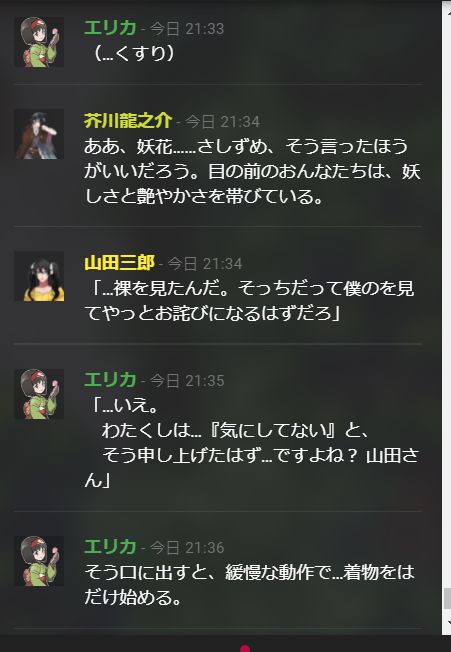 エリカ - 今日 21:33
（…くすり）
芥川龍之介 - 今日 21:34
ああ、妖花……さしずめ、そう言ったほう
がいいだろう。目の前のおんなたちは、妖
しさと艶やかさを帯びている。
山田三郎 - 今日 21:34
「…裸を見たんだ。そっちだって僕のを見
てやっとお詫びになるはずだろ」
エリカ - 今日 21:35
「…いえ。
　わたくしは…『気にしてない』と、
　そう申し上げたはず…ですよね？ 山田さ
ん」
エリカ - 今日 21:36
そう口に出すと、緩慢な動作で…着物をは
だけ始める。